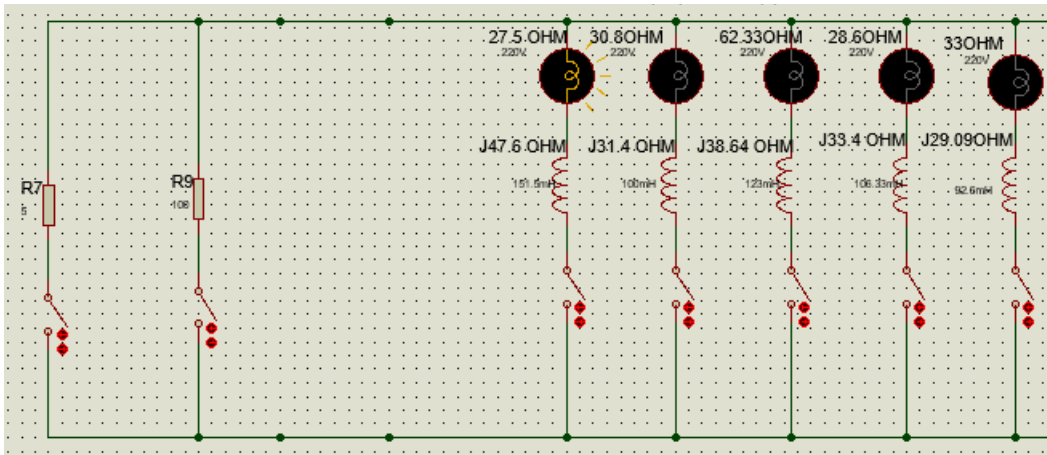 27.5 OHM 30.8OHM 62.33OHM 28.6OHM 33OHM
220V 220V 220V 220V 220V
J47.6 OHM J31.4 OHM J38.64 OHM J33.4 OHM J29.09OHM
151.5mH 100mH 123mH 106.33mH 92.6mH
R7 R9
5 106